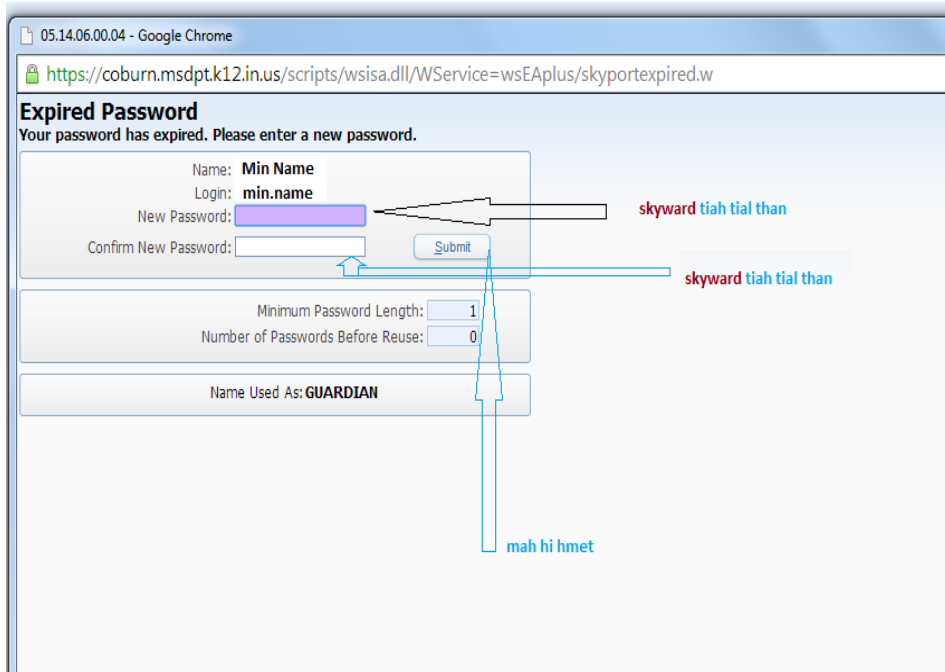 05.14.06.00.04 - Google Chrome
https://coburn.msdpt.k12.in.us/scripts/wsisa.dll/WService=wsEAplus/skyportexpired.w
Expired Password
Your password has expired. Please enter a new password.
Name: Min Name
Login: min.name
New Password:
skyward tiah tial than
Confirm New Password:
Submit
skyward tiah tial than
Minimum Password Length: 1
Number of Passwords Before Reuse: 0
Name Used As: GUARDIAN
mah hi hmet